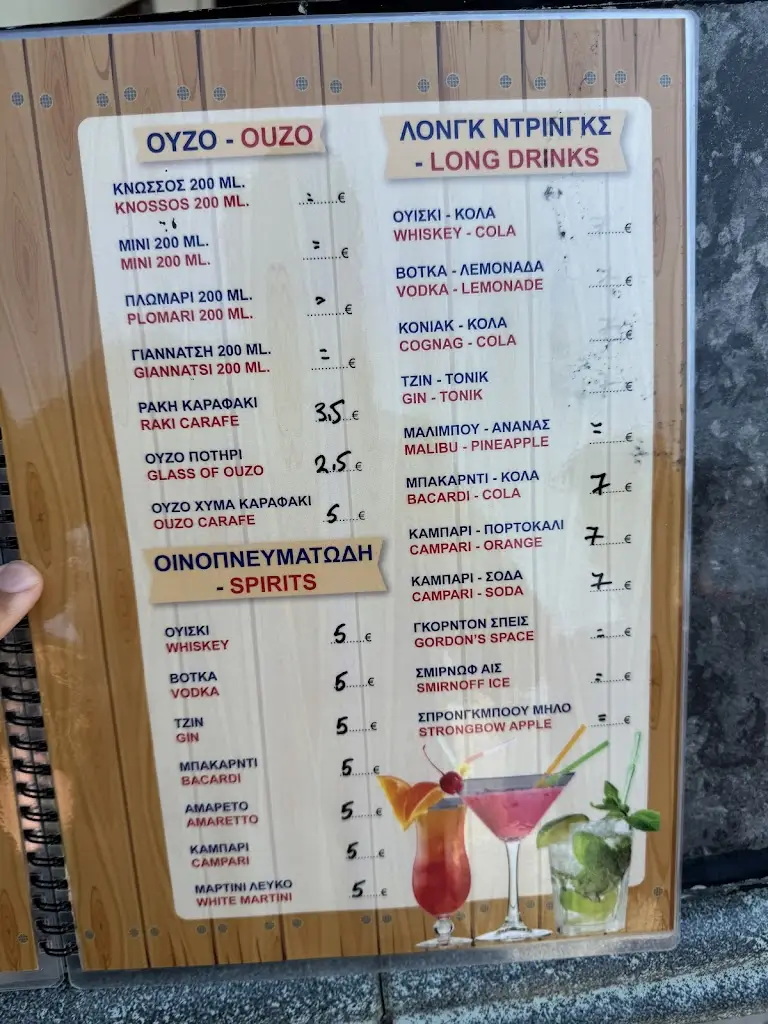 ΟΥΖΟ - OUZO
ΚΝΩΣΣΟΣ 200 ML.
KNOSSOS 200 ML. ........€
ΜΙΝΙ 200 ML.
MINI 200 ML. ........€
ΠΛΩΜΑΡΙ 200 ML.
PLOMARI 200 ML. ........€
ΓΙΑΝΝΑΤΣΗ 200 ML.
GIANNATSI 200 ML. ........€
ΡΑΚΗ ΚΑΡΑΦΑΚΙ
RAKI CARAFE 3,5 €
ΟΥΖΟ ΠΟΤΗΡΙ
GLASS OF OUZO 2,5 €
ΟΥΖΟ ΧΥΜΑ ΚΑΡΑΦΑΚΙ
OUZO CARAFE 5 €
ΟΙΝΟΠΝΕΥΜΑΤΩΔΗ
- SPIRITS
ΟΥΙΣΚΙ
WHISKEY 5 €
ΒΟΤΚΑ
VODKA 5 €
ΤΖΙΝ
GIN 5 €
ΜΠΑΚΑΡΝΤΙ
BACARDI 5 €
ΑΜΑΡΕΤΟ
AMARETTO 5 €
ΚΑΜΠΑΡΙ
CAMPARI 5 €
ΜΑΡΤΙΝΙ ΛΕΥΚΟ
WHITE MARTINI 5 €
ΛΟΝΓΚ ΝΤΡΙΝΓΚΣ
- LONG DRINKS
ΟΥΙΣΚΙ - ΚΟΛΑ
WHISKEY - COLA ........€
ΒΟΤΚΑ - ΛΕΜΟΝΑΔΑ
VODKA - LEMONADE ........€
ΚΟΝΙΑΚ - ΚΟΛΑ
COGNAG - COLA ........€
ΤΖΙΝ - ΤΟΝΙΚ
GIN - TONIK ........€
ΜΑΛΙΜΠΟΥ - ΑΝΑΝΑΣ
MALIBU - PINEAPPLE ........€
ΜΠΑΚΑΡΝΤΙ - ΚΟΛΑ
BACARDI - COLA 7 €
ΚΑΜΠΑΡΙ - ΠΟΡΤΟΚΑΛΙ
CAMPARI - ORANGE 7 €
ΚΑΜΠΑΡΙ - ΣΟΔΑ
CAMPARI - SODA 7 €
ΓΚΟΡΝΤΟΝ ΣΠΕΙΣ
GORDON'S SPACE ........€
ΣΜΙΡΝΩΦ ΑΙΣ
SMIRNOFF ICE ........€
ΣΠΡΟΝΓΚΜΠΟΟΥ ΜΗΛΟ
STRONGBOW APPLE ........€